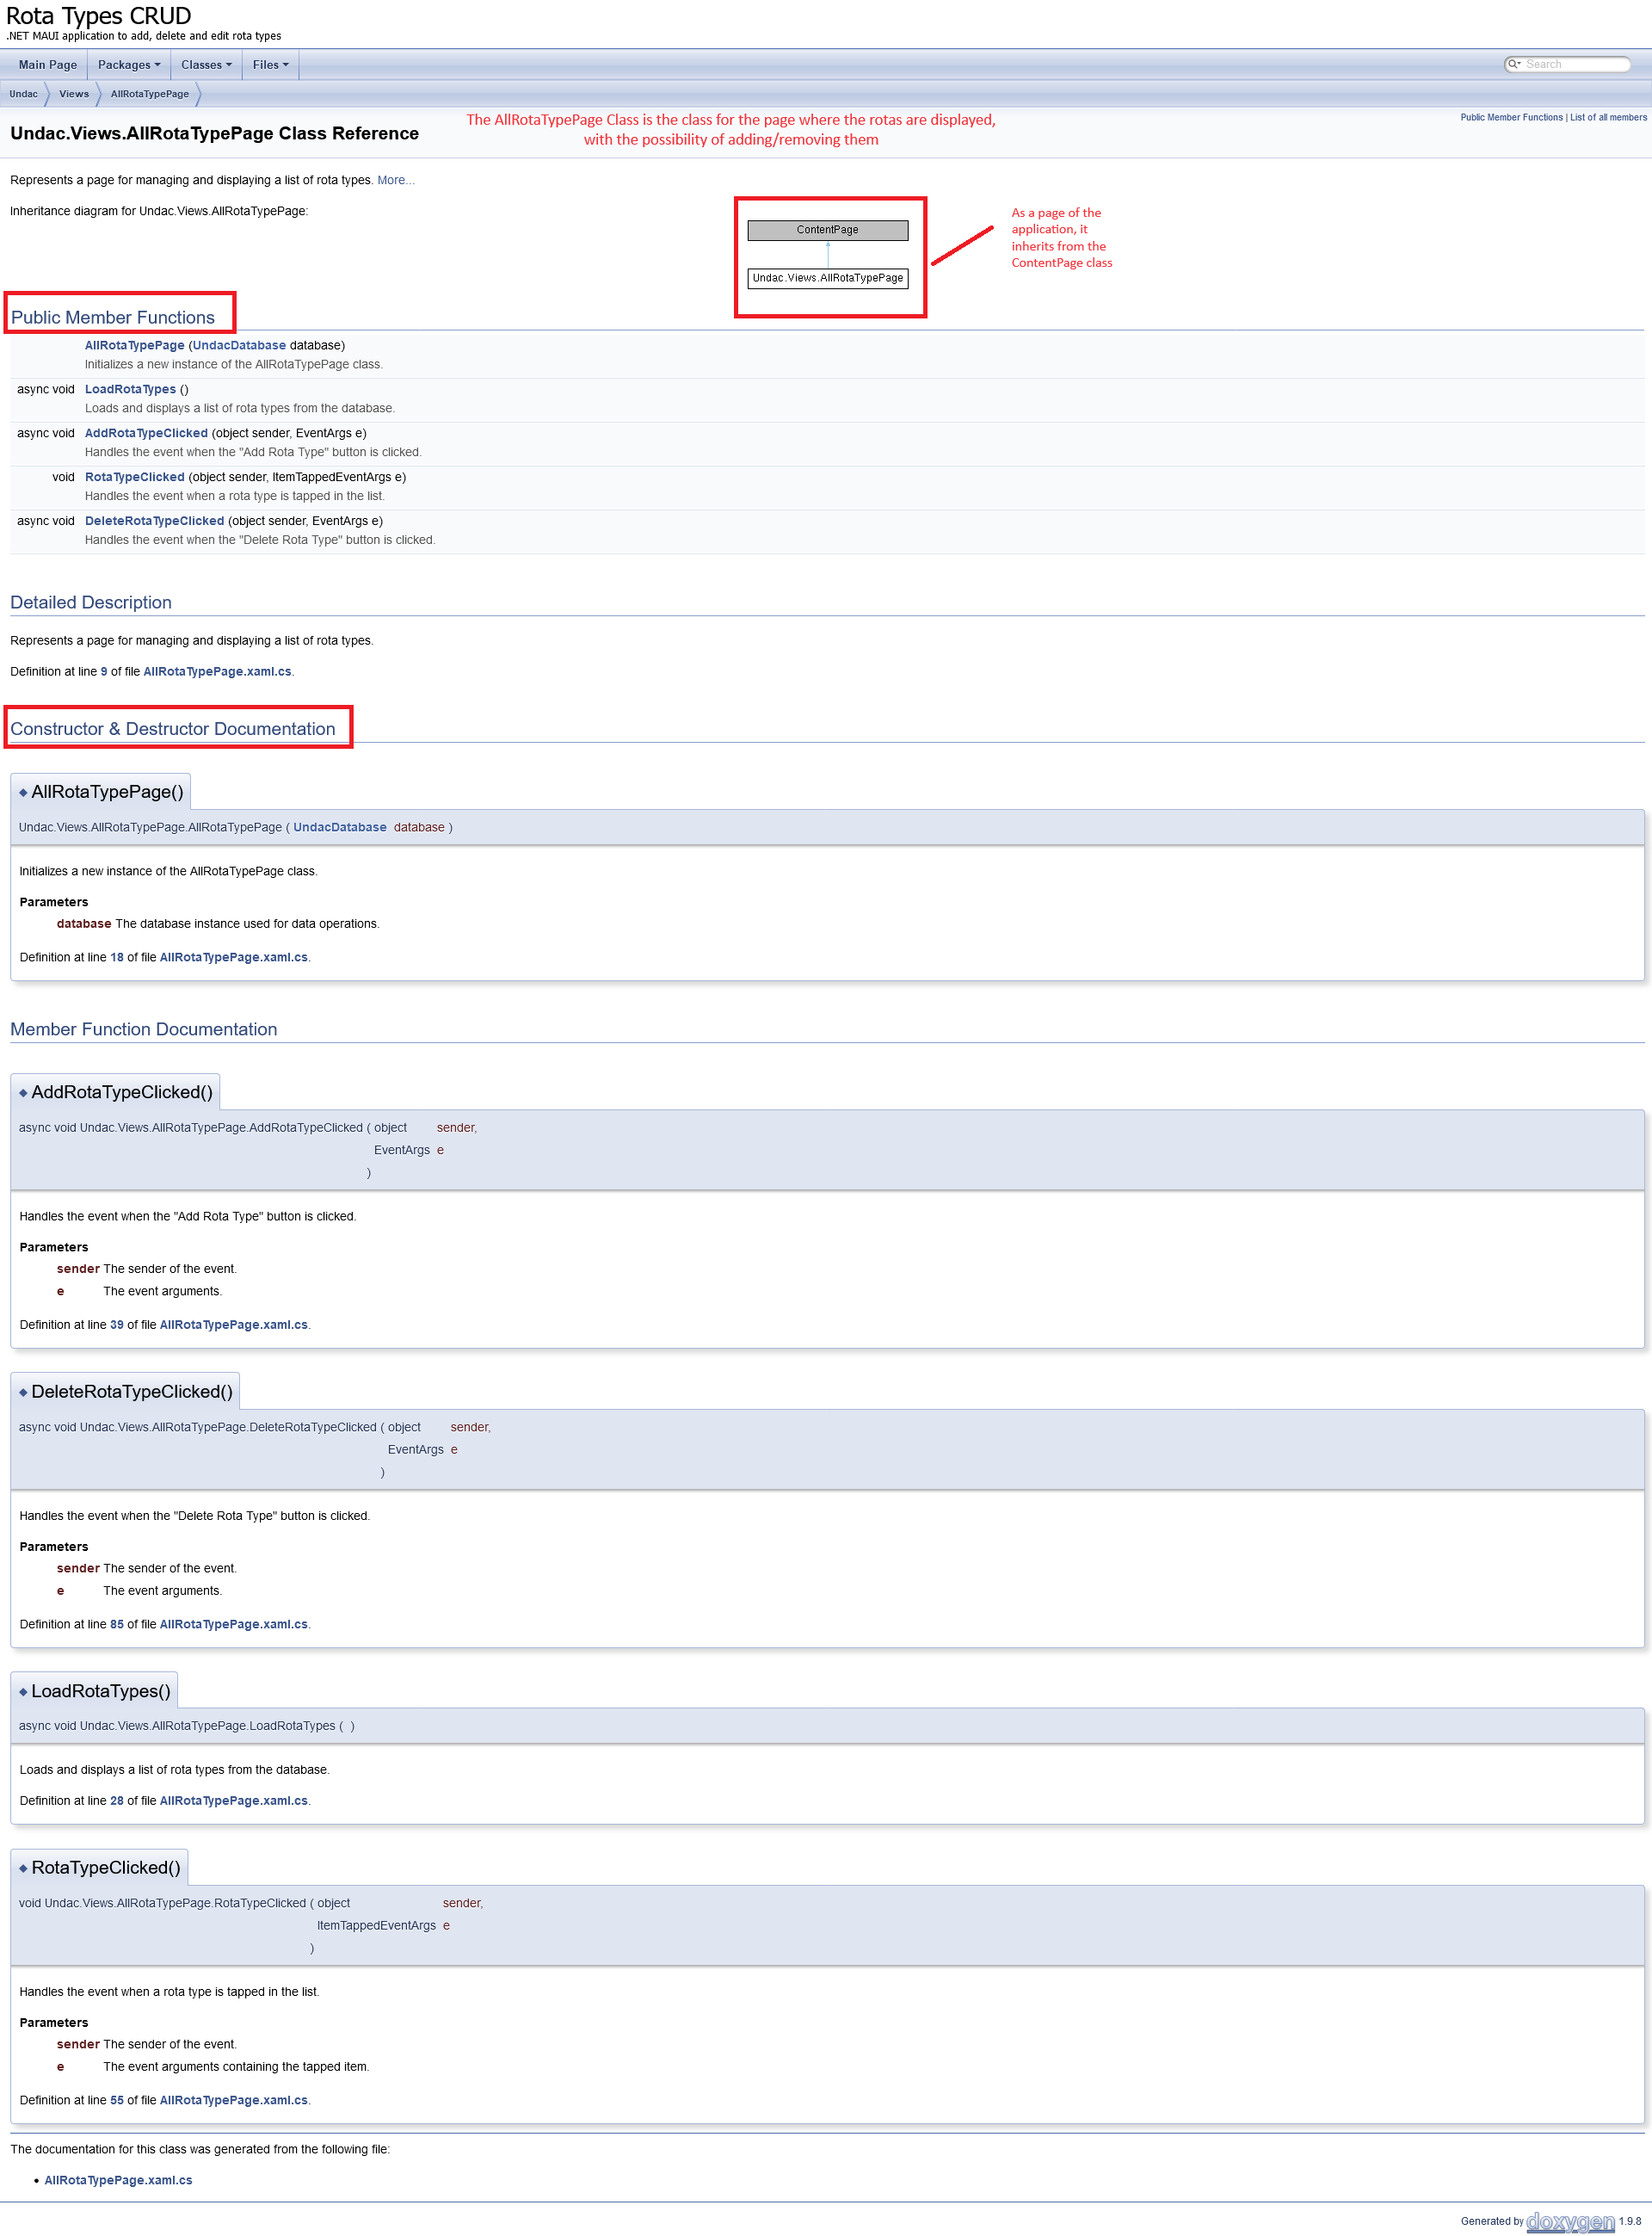 Rota Types CRUD
.NET MAUI application to add, delete and edit rota types
Main Page Packages Classes Files Search
Undac Views AllRotaTypePage
Public Member Functions | List of all members
Undac.Views.AllRotaTypePage Class Reference
The AllRotaTypePage Class is the class for the page where the rotas are displayed,
with the possibility of adding/removing them
Represents a page for managing and displaying a list of rota types. More...
Inheritance diagram for Undac.Views.AllRotaTypePage:
ContentPage
Undac.Views.AllRotaTypePage
As a page of the
application, it
inherits from the
ContentPage class
Public Member Functions
AllRotaTypePage (UndacDatabase database)
Initializes a new instance of the AllRotaTypePage class.
async void LoadRotaTypes ()
Loads and displays a list of rota types from the database.
async void AddRotaTypeClicked (object sender, EventArgs e)
Handles the event when the "Add Rota Type" button is clicked.
void RotaTypeClicked (object sender, ItemTappedEventArgs e)
Handles the event when a rota type is tapped in the list.
async void DeleteRotaTypeClicked (object sender, EventArgs e)
Handles the event when the "Delete Rota Type" button is clicked.
Detailed Description
Represents a page for managing and displaying a list of rota types.
Definition at line 9 of file AllRotaTypePage.xaml.cs.
Constructor & Destructor Documentation
◆ AllRotaTypePage()
Undac.Views.AllRotaTypePage.AllRotaTypePage ( UndacDatabase database )
Initializes a new instance of the AllRotaTypePage class.
Parameters
database The database instance used for data operations.
Definition at line 18 of file AllRotaTypePage.xaml.cs.
Member Function Documentation
◆ AddRotaTypeClicked()
async void Undac.Views.AllRotaTypePage.AddRotaTypeClicked ( object sender,
EventArgs e
)
Handles the event when the "Add Rota Type" button is clicked.
Parameters
sender The sender of the event.
e The event arguments.
Definition at line 39 of file AllRotaTypePage.xaml.cs.
◆ DeleteRotaTypeClicked()
async void Undac.Views.AllRotaTypePage.DeleteRotaTypeClicked ( object sender,
EventArgs e
)
Handles the event when the "Delete Rota Type" button is clicked.
Parameters
sender The sender of the event.
e The event arguments.
Definition at line 85 of file AllRotaTypePage.xaml.cs.
◆ LoadRotaTypes()
async void Undac.Views.AllRotaTypePage.LoadRotaTypes ( )
Loads and displays a list of rota types from the database.
Definition at line 28 of file AllRotaTypePage.xaml.cs.
◆ RotaTypeClicked()
void Undac.Views.AllRotaTypePage.RotaTypeClicked ( object sender,
ItemTappedEventArgs e
)
Handles the event when a rota type is tapped in the list.
Parameters
sender The sender of the event.
e The event arguments containing the tapped item.
Definition at line 55 of file AllRotaTypePage.xaml.cs.
The documentation for this class was generated from the following file:
• AllRotaTypePage.xaml.cs
Generated by doxygen 1.9.8